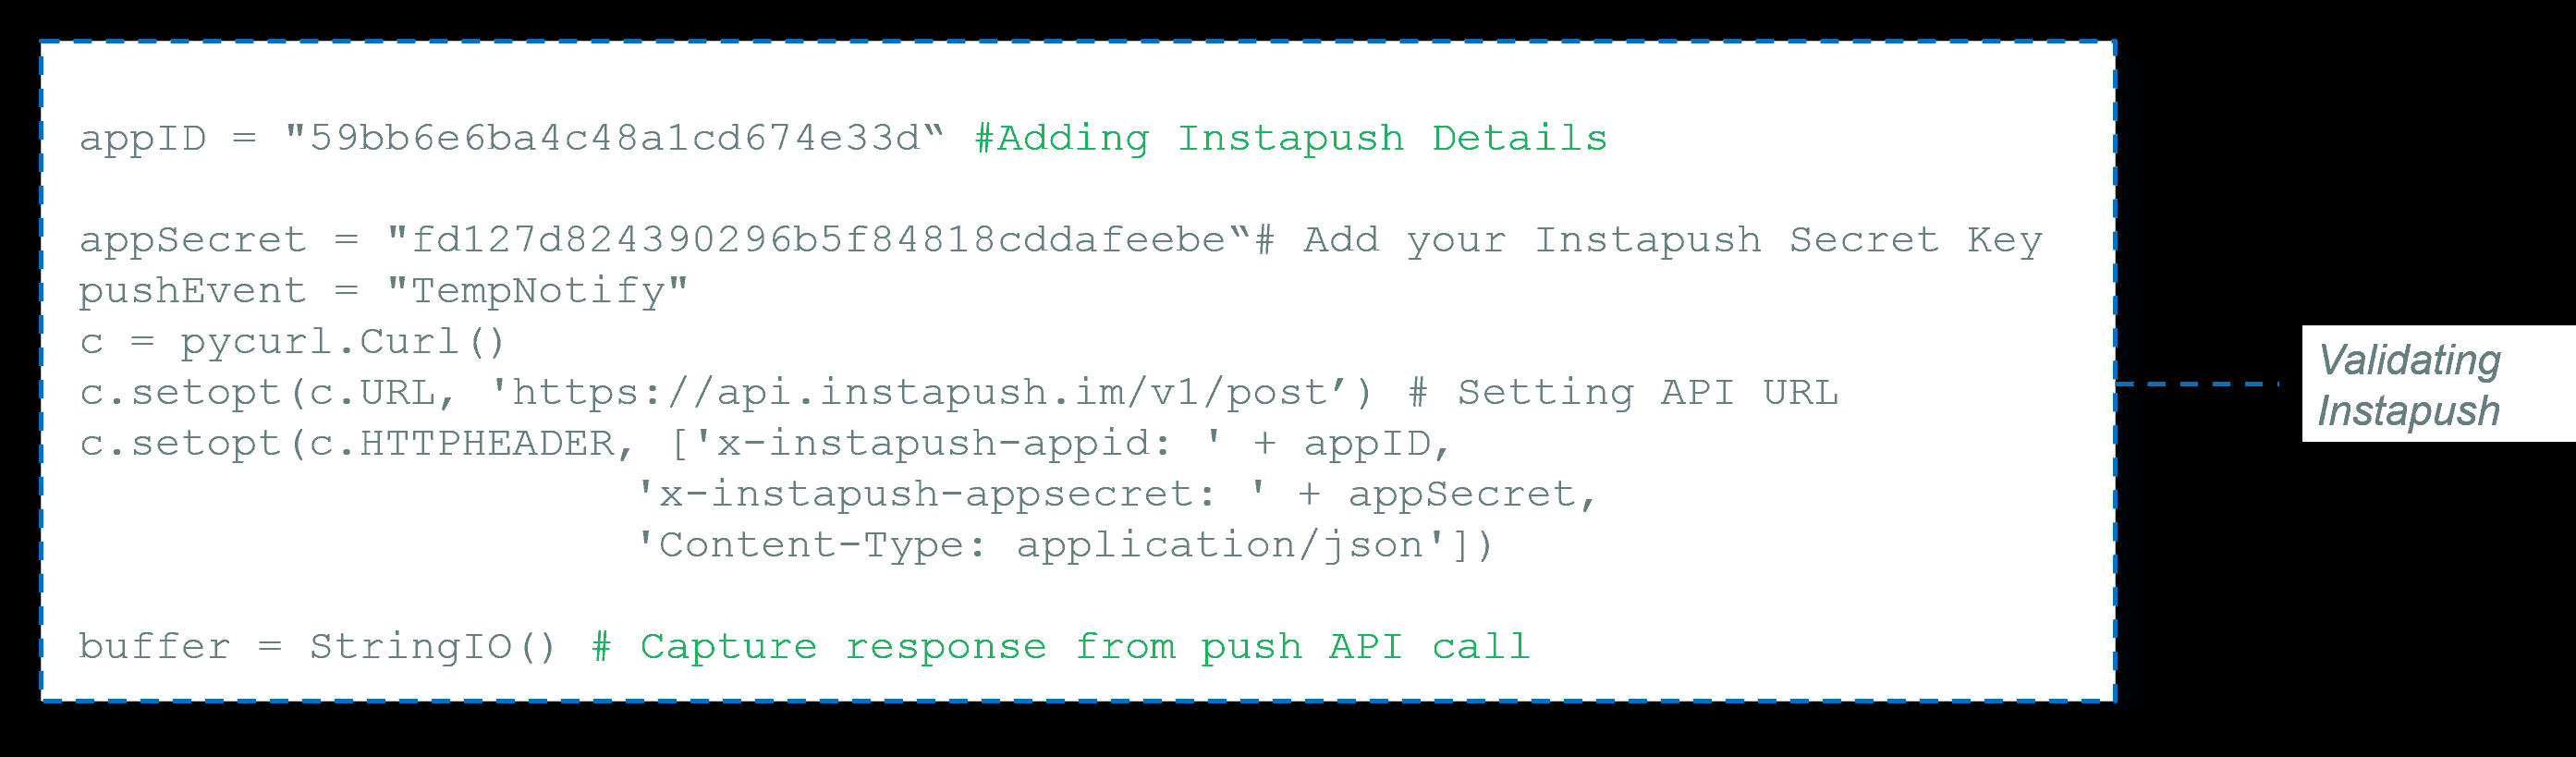 appID = "59bb6e6ba4c48a1cd674e33d“ #Adding Instapush Details
appSecret = "fd127d824390296b5f84818cddafeebe“# Add your Instapush Secret Key
pushEvent = "TempNotify"
c = pycurl.Curl()
c.setopt(c.URL, 'https://api.instapush.im/v1/post’) # Setting API URL
c.setopt(c.HTTPHEADER, ['x-instapush-appid: ' + appID,
'x-instapush-appsecret: ' + appSecret,
'Content-Type: application/json'])
buffer = StringIO() # Capture response from push API call
Validating
Instapush